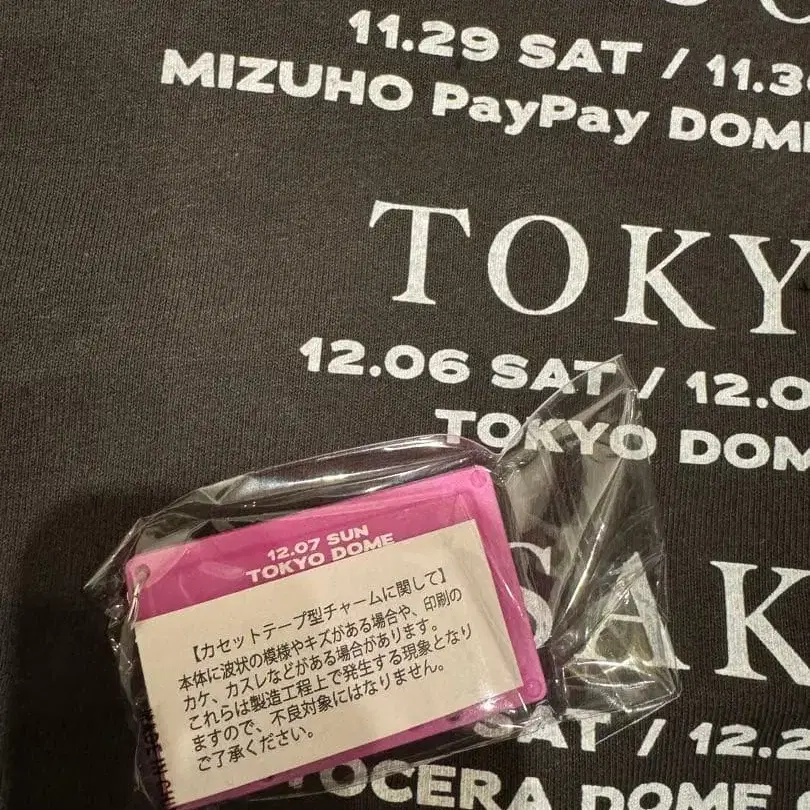 11.29 SAT / 11.3
MIZUHO PayPay DOME
TOKY
12.06 SAT / 12.0
TOKYO DOM
SAK
SAT / 12.2
OCERA DOME
12.07 SUN
TOKYO DOME
【カセットテープ型チャームに関して】
本体に波状の模様やキズがある場合や、印刷の
カケ、カスレなどがある場合があります。
これらは製造工程上で発生する現象となり
ますので、不良対象にはなりません。
ご了承ください。
MADE IN CH